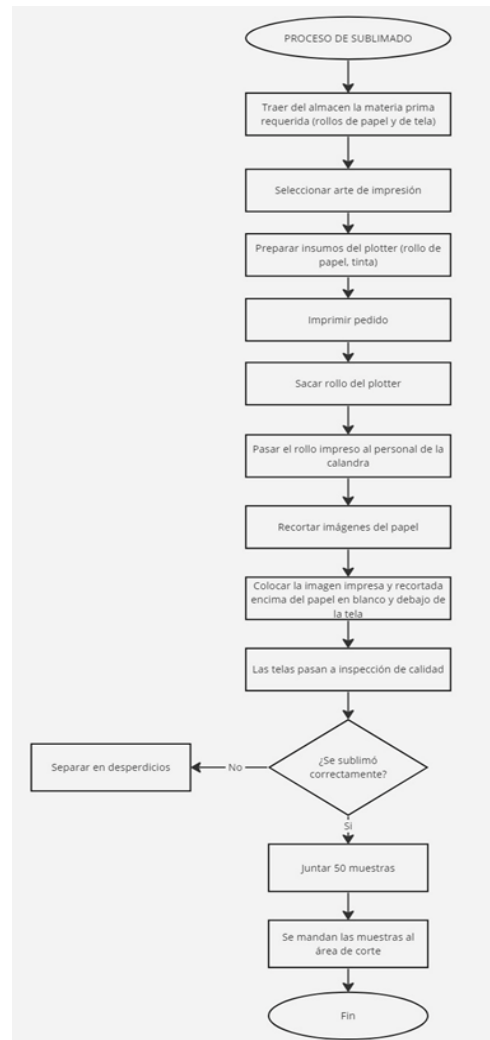 PROCESO DE SUBLIMADO
Traer del almacen la materia prima
requerida (rollos de papel y de tela)
Seleccionar arte de impresión
Preparar insumos del plotter (rollo de
papel, tinta)
Imprimir pedido
Sacar rollo del plotter
Pasar el rollo impreso al personal de la
calandra
Recortar imágenes del papel
Colocar la imagen impresa y recortada
encima del papel en blanco y debajo de
la tela
Las telas pasan a inspección de calidad
¿Se sublimó
correctamente?
No
Separar en desperdicios
Si
Juntar 50 muestras
Se mandan las muestras al
área de corte
Fin